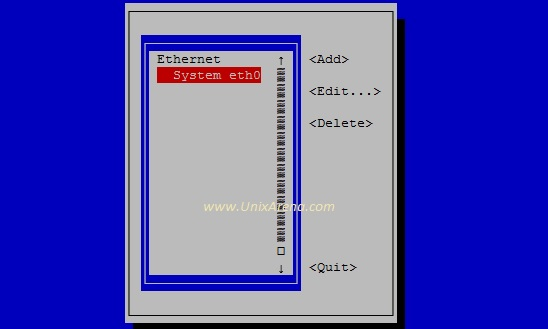 Ethernet ↑ <Add>
System eth0
<Edit...>
<Delete>
www.UnixArena.com
↓ <Quit>